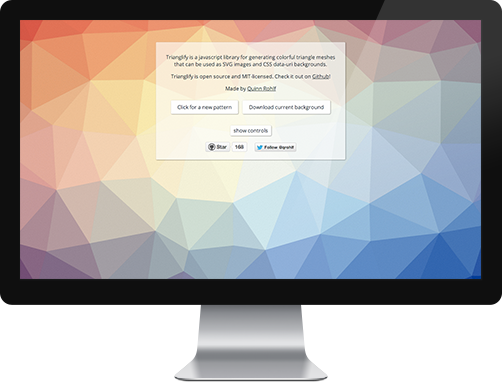 Trianglify is a javascript library for generating colorful triangle meshes
that can be used as SVG images and CSS data-uri backgrounds.
Trianglify is open source and MIT-licensed. Check it out on Github!
Made by Quinn Rohlf
Click for a new pattern
Download current background
show controls
Star
168
Follow @qrohlf